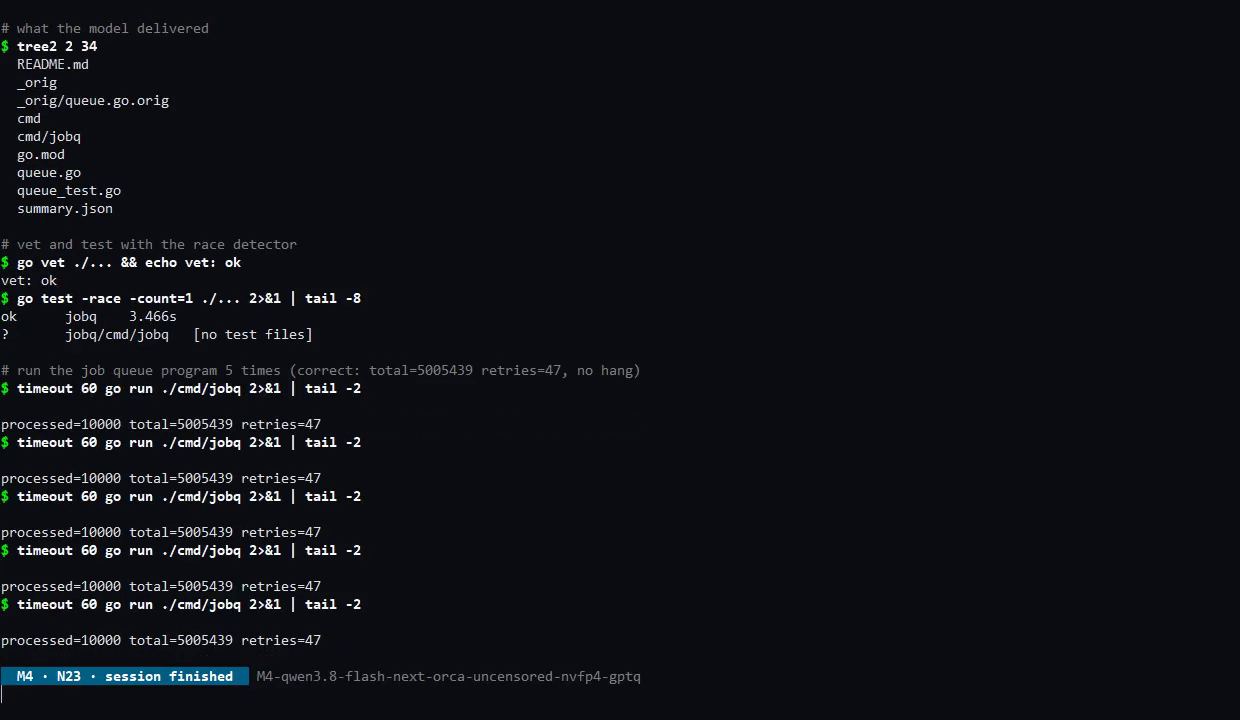 # what the model delivered
$ tree2 2 34
README.md
_orig
_orig/queue.go.orig
cmd
cmd/jobq
go.mod
queue.go
queue_test.go
summary.json
# vet and test with the race detector
$ go vet ./... && echo vet: ok
vet: ok
$ go test -race -count=1 ./... 2>&1 | tail -8
ok      jobq    3.466s
?       jobq/cmd/jobq   [no test files]
# run the job queue program 5 times (correct: total=5005439 retries=47, no hang)
$ timeout 60 go run ./cmd/jobq 2>&1 | tail -2
processed=10000 total=5005439 retries=47
$ timeout 60 go run ./cmd/jobq 2>&1 | tail -2
processed=10000 total=5005439 retries=47
$ timeout 60 go run ./cmd/jobq 2>&1 | tail -2
processed=10000 total=5005439 retries=47
$ timeout 60 go run ./cmd/jobq 2>&1 | tail -2
processed=10000 total=5005439 retries=47
$ timeout 60 go run ./cmd/jobq 2>&1 | tail -2
processed=10000 total=5005439 retries=47
M4 · N23 · session finished M4-qwen3.8-flash-next-orca-uncensored-nvfp4-gptq